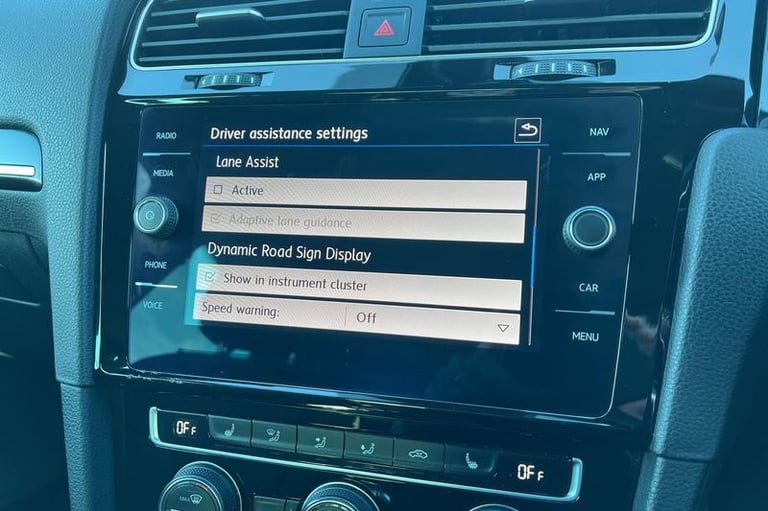 RADIO
MEDIA
PHONE
VOICE
Driver assistance settings
Lane Assist
Active
Adaptive lane guidance
Dynamic Road Sign Display
Show in instrument cluster
Speed warning: Off
NAV
APP
CAR
MENU
OFF
OFF
MAX